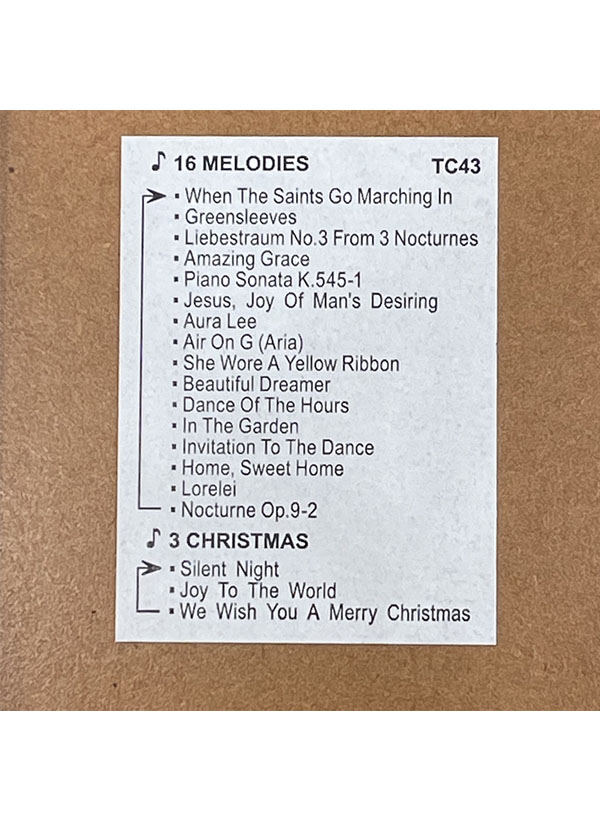 ♪ 16 MELODIES TC43
▪ When The Saints Go Marching In
▪ Greensleeves
▪ Liebestraum No.3 From 3 Nocturnes
▪ Amazing Grace
▪ Piano Sonata K.545-1
▪ Jesus, Joy Of Man's Desiring
▪ Aura Lee
▪ Air On G (Aria)
▪ She Wore A Yellow Ribbon
▪ Beautiful Dreamer
▪ Dance Of The Hours
▪ In The Garden
▪ Invitation To The Dance
▪ Home, Sweet Home
▪ Lorelei
▪ Nocturne Op.9-2
♪ 3 CHRISTMAS
▪ Silent Night
▪ Joy To The World
▪ We Wish You A Merry Christmas